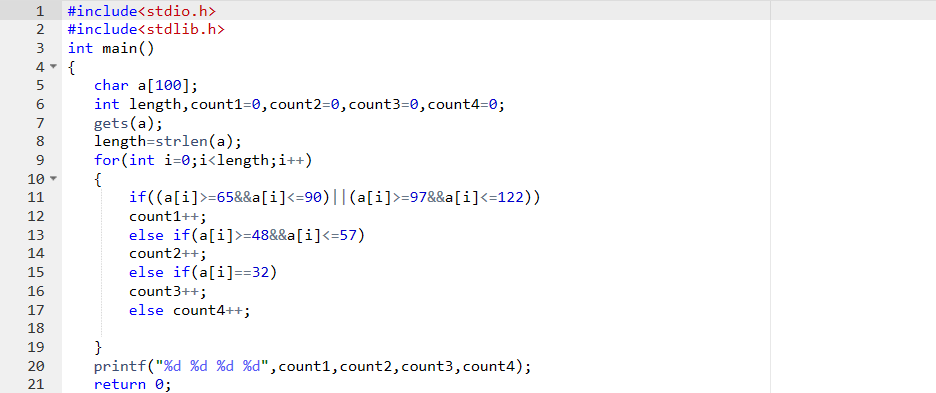 1 #include<stdio.h>
2 #include<stdlib.h>
3 int main()
4 {
5 char a[100];
6 int length,count1=0,count2=0,count3=0,count4=0;
7 gets(a);
8 length=strlen(a);
9 for(int i=0;i<length;i++)
10 {
11 if((a[i]>=65&&a[i]<=90)||(a[i]>=97&&a[i]<=122))
12 count1++;
13 else if(a[i]>=48&&a[i]<=57)
14 count2++;
15 else if(a[i]==32)
16 count3++;
17 else count4++;
18
19 }
20 printf("%d %d %d %d",count1,count2,count3,count4);
21 return 0;